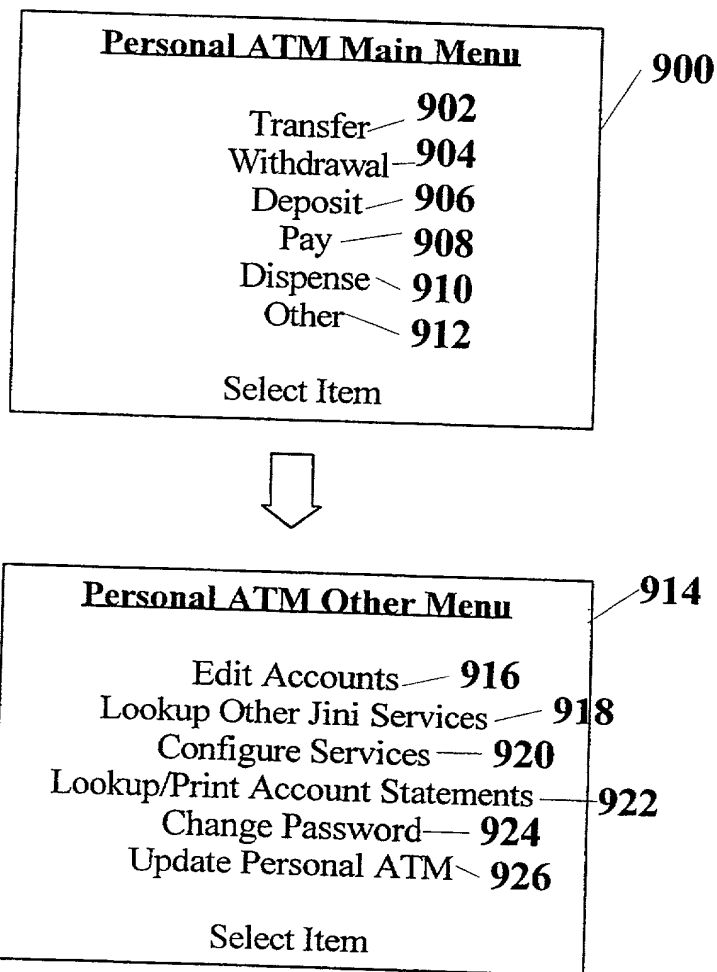 Personal ATM Main Menu
900
Transfer 902
Withdrawal 904
Deposit 906
Pay 908
Dispense 910
Other 912
Select Item
Personal ATM Other Menu
914
Edit Accounts 916
Lookup Other Jini Services 918
Configure Services 920
Lookup/Print Account Statements 922
Change Password 924
Update Personal ATM 926
Select Item